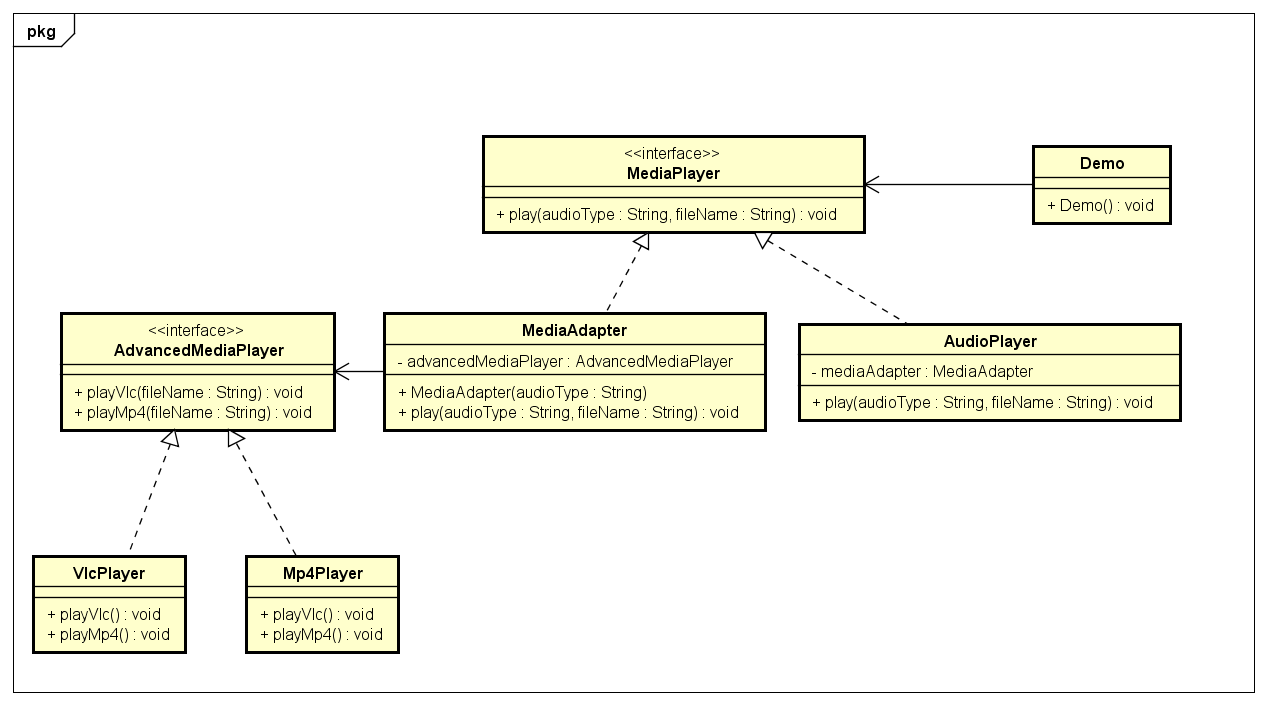 pkg
<<interface>>
MediaPlayer
+ play(audioType : String, fileName : String) : void
Demo
+ Demo() : void
<<interface>>
AdvancedMediaPlayer
+ playVlc(fileName : String) : void
+ playMp4(fileName : String) : void
MediaAdapter
- advancedMediaPlayer : AdvancedMediaPlayer
+ MediaAdapter(audioType : String)
+ play(audioType : String, fileName : String) : void
AudioPlayer
- mediaAdapter : MediaAdapter
+ play(audioType : String, fileName : String) : void
VlcPlayer
+ playVlc() : void
+ playMp4() : void
Mp4Player
+ playVlc() : void
+ playMp4() : void